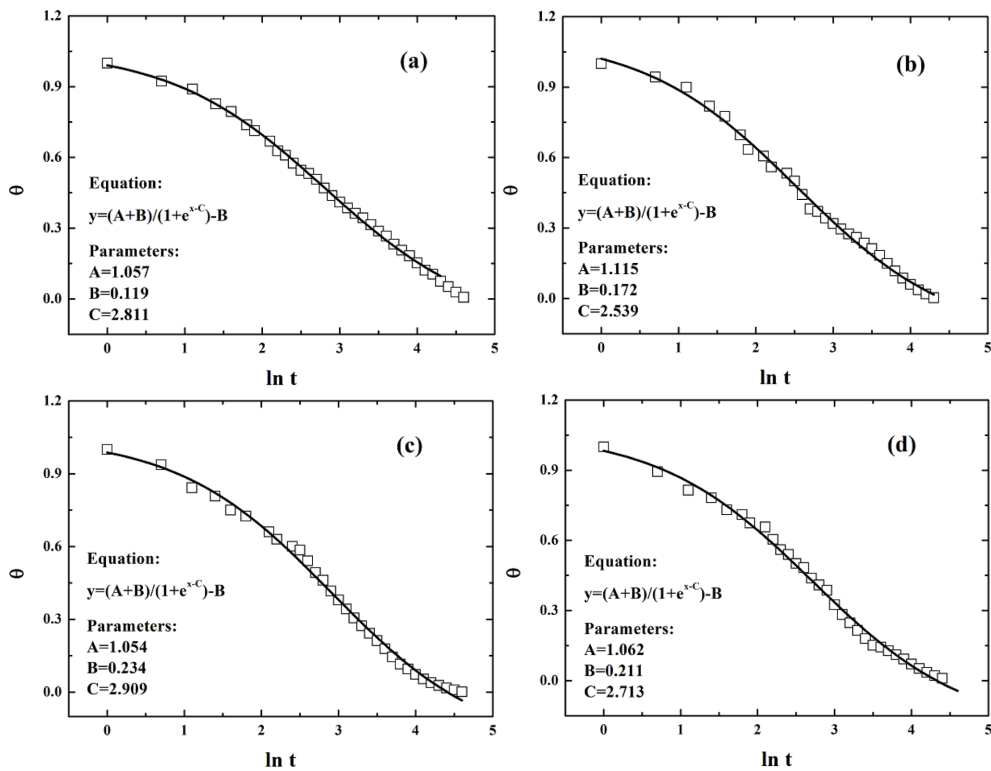 1.2
0.9
0.6
0.3
0.0
θ
(a)
Equation:
y=(A+B)/(1+e^{x-C})-B
Parameters:
A=1.057
B=0.119
C=2.811
0 1 2 3 4 5
ln t
1.2
0.9
0.6
0.3
0.0
θ
(b)
Equation:
y=(A+B)/(1+e^{x-C})-B
Parameters:
A=1.115
B=0.172
C=2.539
0 1 2 3 4 5
ln t
1.2
0.9
0.6
0.3
0.0
θ
(c)
Equation:
y=(A+B)/(1+e^{x-C})-B
Parameters:
A=1.054
B=0.234
C=2.909
0 1 2 3 4 5
ln t
1.2
0.9
0.6
0.3
0.0
θ
(d)
Equation:
y=(A+B)/(1+e^{x-C})-B
Parameters:
A=1.062
B=0.211
C=2.713
0 1 2 3 4 5
ln t